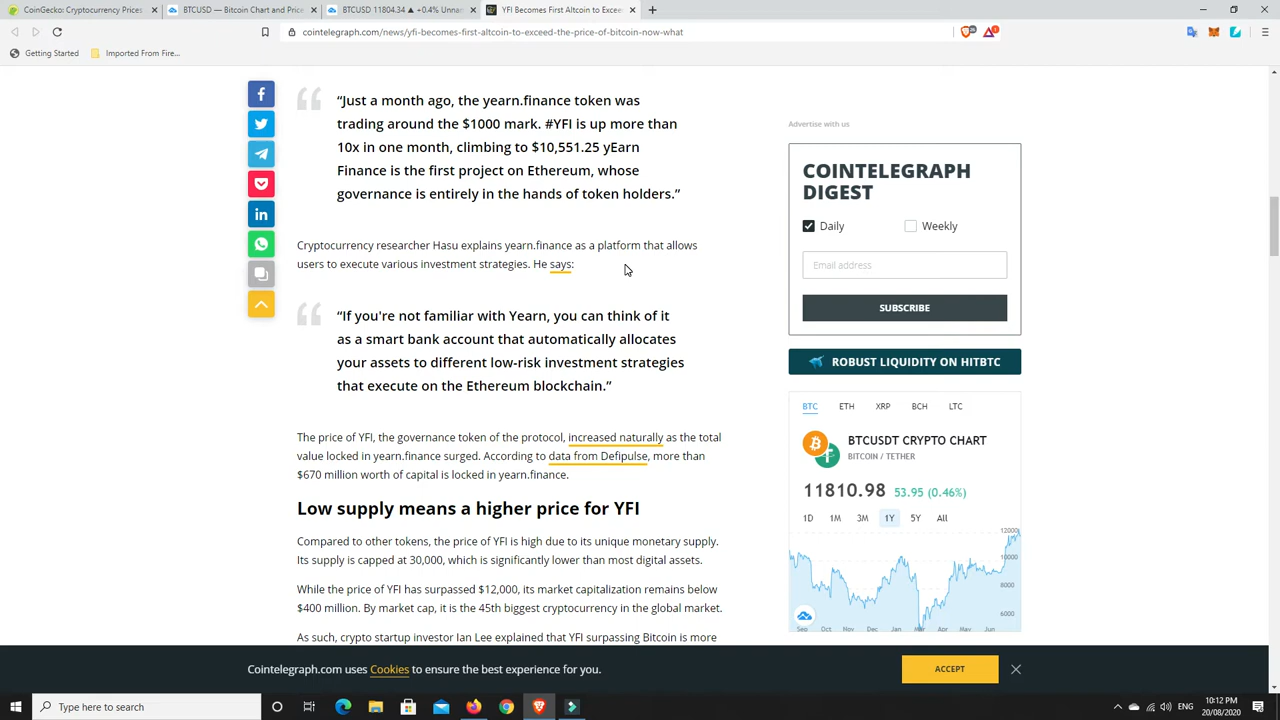 CoinGecko: Cryptocurrency Prices
BTCUSD — Bitcoin Chart and Price
BTCUSD 11804.34 ▲ +0.4% Unnam
YFI Becomes First Altcoin to Excee
cointelegraph.com/news/yfi-becomes-first-altcoin-to-exceed-the-price-of-bitcoin-now-what
Getting Started
Imported From Fire...
“Just a month ago, the yearn.finance token was
trading around the $1000 mark. #YFI is up more than
10x in one month, climbing to $10,551.25 yEarn
Finance is the first project on Ethereum, whose
governance is entirely in the hands of token holders.”
Cryptocurrency researcher Hasu explains yearn.finance as a platform that allows
users to execute various investment strategies. He says:
“If you're not familiar with Yearn, you can think of it
as a smart bank account that automatically allocates
your assets to different low-risk investment strategies
that execute on the Ethereum blockchain.”
The price of YFI, the governance token of the protocol, increased naturally as the total
value locked in yearn.finance surged. According to data from Defipulse, more than
$670 million worth of capital is locked in yearn.finance.
Low supply means a higher price for YFI
Compared to other tokens, the price of YFI is high due to its unique monetary supply.
Its supply is capped at 30,000, which is significantly lower than most digital assets.
While the price of YFI has surpassed $12,000, its market capitalization remains below
$400 million. By market cap, it is the 45th biggest cryptocurrency in the global market.
As such, crypto startup investor Ian Lee explained that YFI surpassing Bitcoin is more
Advertise with us
COINTELEGRAPH
DIGEST
Daily
Weekly
Email address
SUBSCRIBE
ROBUST LIQUIDITY ON HITBTC
BTC ETH XRP BCH LTC
BTCUSDT CRYPTO CHART
BITCOIN / TETHER
11810.98 53.95 (0.46%)
1D 1M 3M 1Y 5Y All
12000
10000
8000
6000
Sep Oct Nov Dec Jan Mar Apr May Jun
Cointelegraph.com uses Cookies to ensure the best experience for you.
ACCEPT
Type here to search
ENG
10:12 PM
20/08/2020